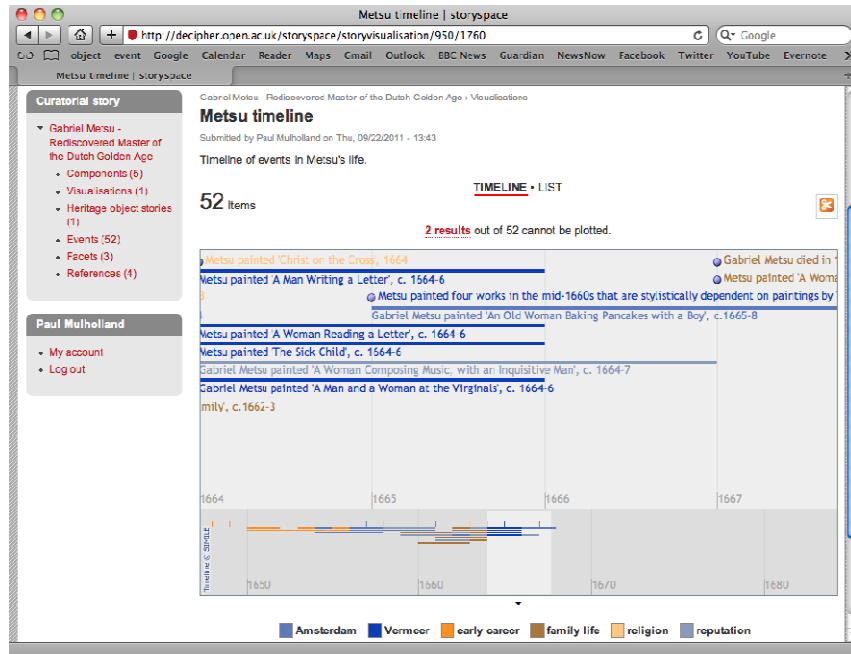 Metsu timeline | storyspace
http://decipher.open.ac.uk/storyspace/storyvisualisation/950/1760
Google
object event Google Calendar Reader Maps Gmail Outlook BBC News Guardian NewsNow Facebook Twitter YouTube Evernote
Metsu timeline | storyspace
Curatorial story
Gabriel Metsu -
Rediscovered Master of
the Dutch Golden Age
Components (6)
Visualisations (1)
Heritage object stories
(1)
Events (52)
Facets (3)
References (4)
Paul Mulholland
My account
Log out
Gabriel Metsu - Rediscovered Master of the Dutch Golden Age › Visualisations
Metsu timeline
Submitted by Paul Mulholland on Thu, 09/22/2011 - 13:43
Timeline of events in Metsu's life.
TIMELINE • LIST
52 Items
2 results out of 52 cannot be plotted.
Metsu painted 'Christ on the Cross', 1664
Gabriel Metsu died in
Metsu painted 'A Man Writing a Letter', c. 1664-6
Metsu painted 'A Woma
Metsu painted four works in the mid-1660s that are stylistically dependent on paintings by
Gabriel Metsu painted 'An Old Woman Baking Pancakes with a Boy', c.1665-8
Metsu painted 'A Woman Reading a Letter', c. 1664-6
Metsu painted 'The Sick Child', c. 1664-6
Gabriel Metsu painted 'A Woman Composing Music, with an Inquisitive Man', c. 1664-7
Gabriel Metsu painted 'A Man and a Woman at the Virginals', c. 1664-6
mily', c.1662-3
1664 1665 1666 1667
Timeline © SIMILE
1650 1660 1670 1680
Amsterdam Vermeer early career family life religion reputation